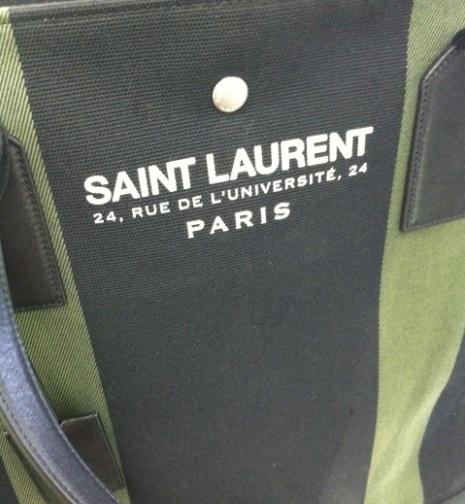 SAINT LAURENT
24, RUE DE L'UNIVERSITÉ, 24
PARIS